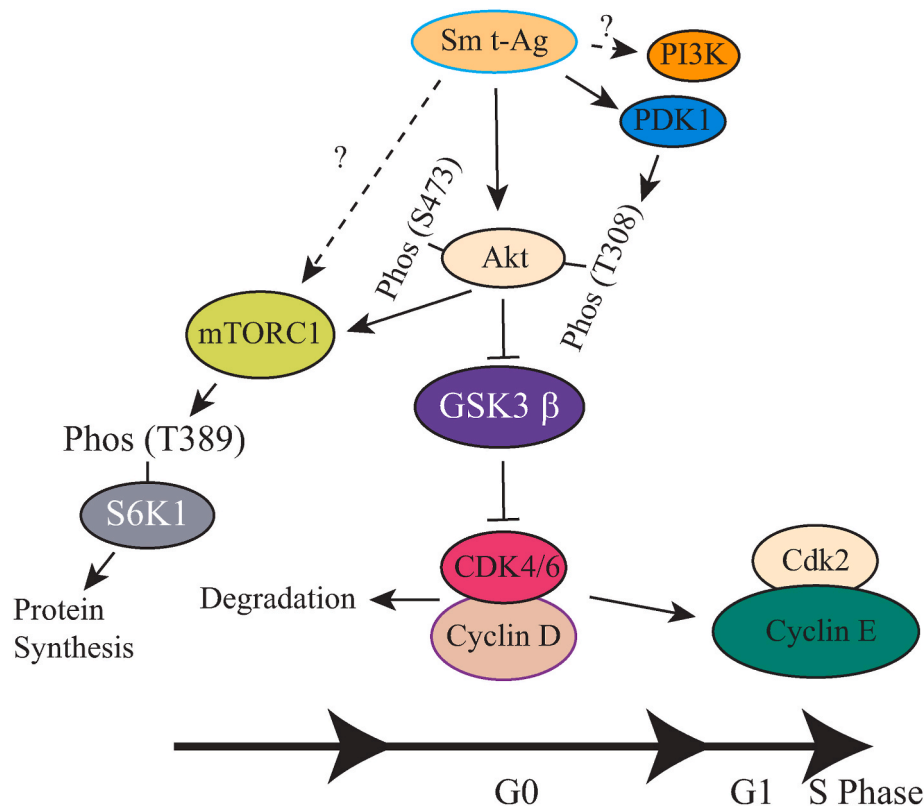 Sm t-Ag
?
PI3K
PDK1
?
Phos (S473)
Phos (T308)
Akt
mTORC1
GSK3 β
Phos (T389)
S6K1
CDK4/6
Cdk2
Degradation
Protein
Synthesis
Cyclin D
Cyclin E
G0
G1
S Phase